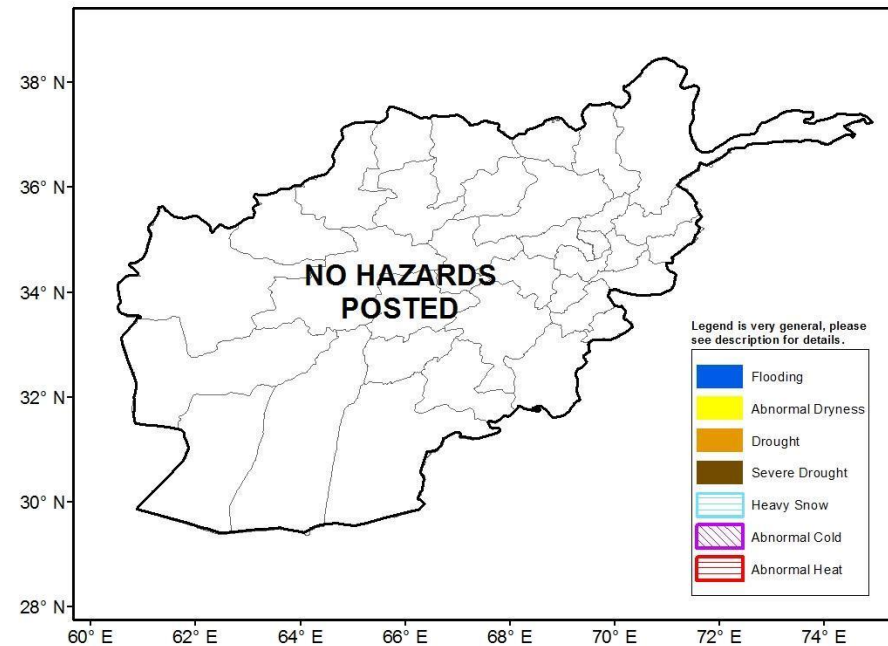 38° N
36° N
34° N
32° N
30° N
28° N
NO HAZARDS
POSTED
Legend is very general, please
see description for details.
Flooding
Abnormal Dryness
Drought
Severe Drought
Heavy Snow
Abnormal Cold
Abnormal Heat
60° E 62° E 64° E 66° E 68° E 70° E 72° E 74° E